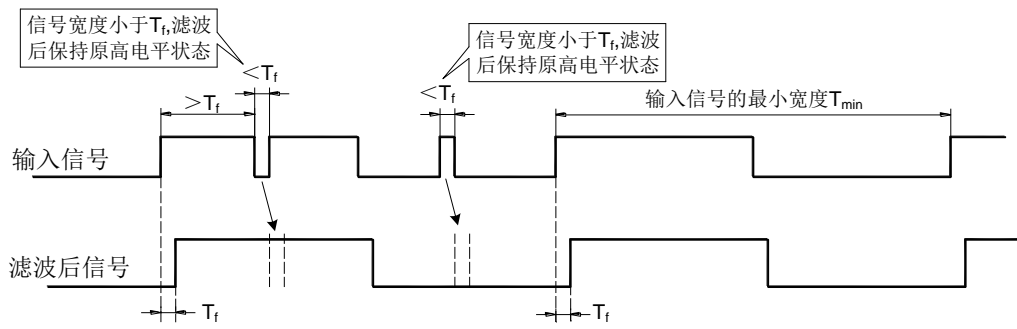 信号宽度小于Tf,滤波
后保持原高电平状态
信号宽度小于Tf,滤波
后保持原高电平状态
<Tf
>Tf
<Tf
输入信号的最小宽度Tmin
输入信号
滤波后信号
Tf
Tf